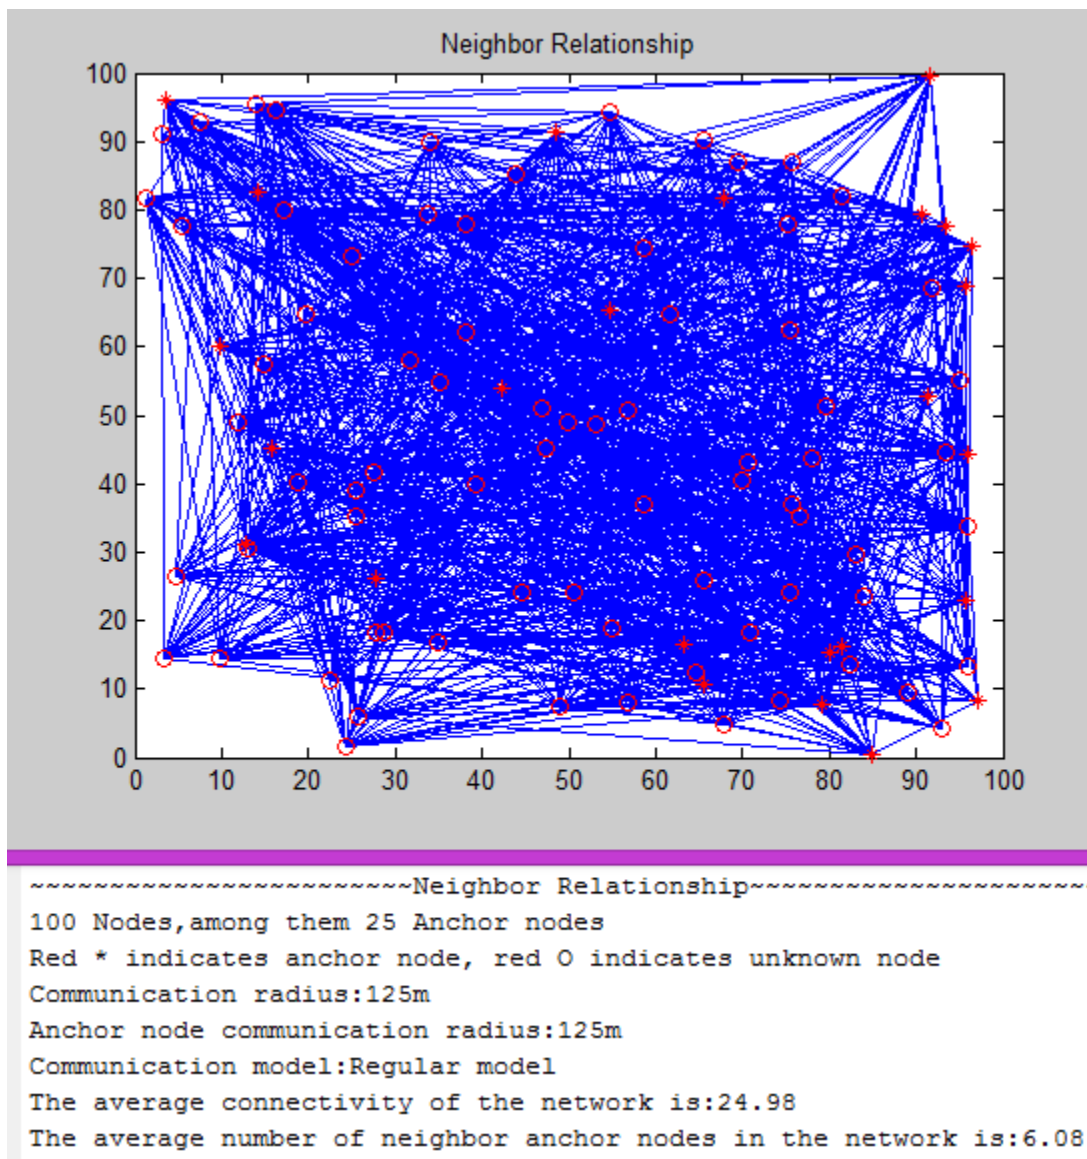 Neighbor Relationship
100
90
80
70
60
50
40
30
20
10
0
0 10 20 30 40 50 60 70 80 90 100
~~~~~~~~~~~~~~~~~~~~~~~~Neighbor Relationship~~~~~~~~~~~~~~~~~~~~~
100 Nodes,among them 25 Anchor nodes
Red * indicates anchor node, red O indicates unknown node
Communication radius:125m
Anchor node communication radius:125m
Communication model:Regular model
The average connectivity of the network is:24.98
The average number of neighbor anchor nodes in the network is:6.08